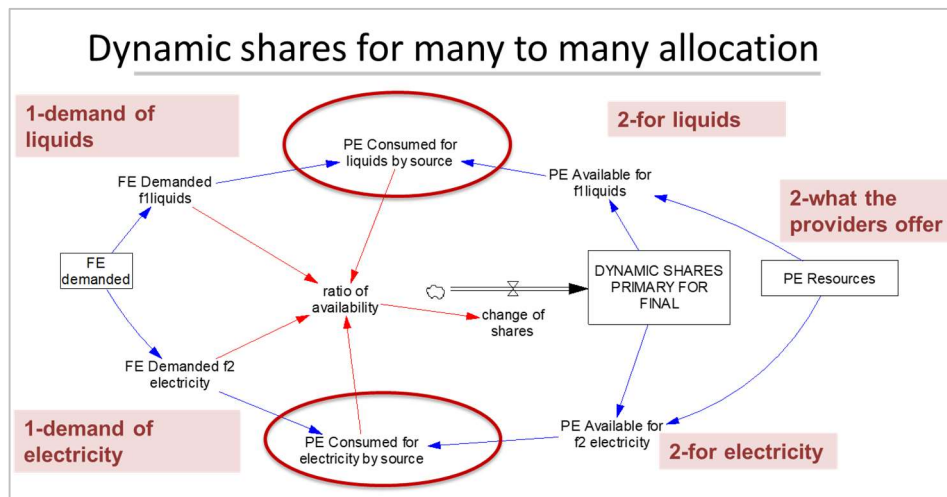 Dynamic shares for many to many allocation
1-demand of
liquids
PE Consumed for
liquids by source
2-for liquids
FE Demanded
f1liquids
PE Available for
f1liquids
2-what the
providers offer
FE
demanded
ratio of
availability
change of
shares
DYNAMIC SHARES
PRIMARY FOR
FINAL
PE Resources
FE Demanded f2
electricity
1-demand of
electricity
PE Consumed for
electricity by source
PE Available for
f2 electricity
2-for electricity